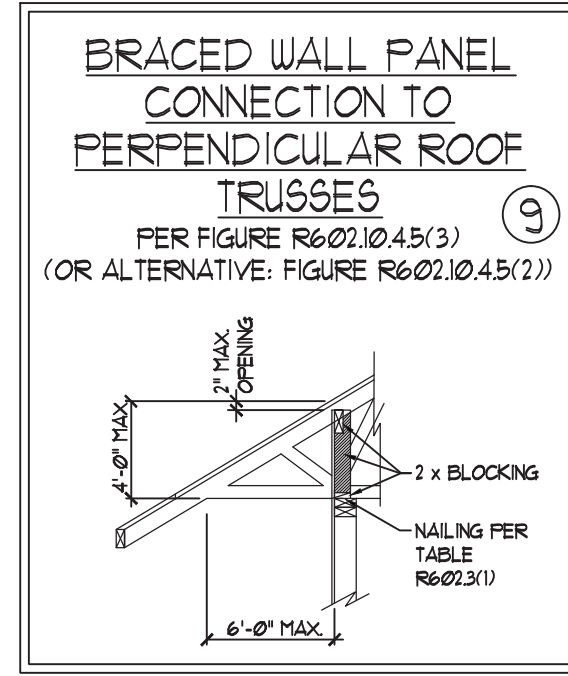 BRACED WALL PANEL
CONNECTION TO
PERPENDICULAR ROOF
TRUSSES
9
PER FIGURE R602.10.4.5(3)
(OR ALTERNATIVE: FIGURE R602.10.4.5(2))
2" MAX.
OPENING
4'-0" MAX.
2 x BLOCKING
NAILING PER
TABLE
R602.3(1)
6'-0" MAX.